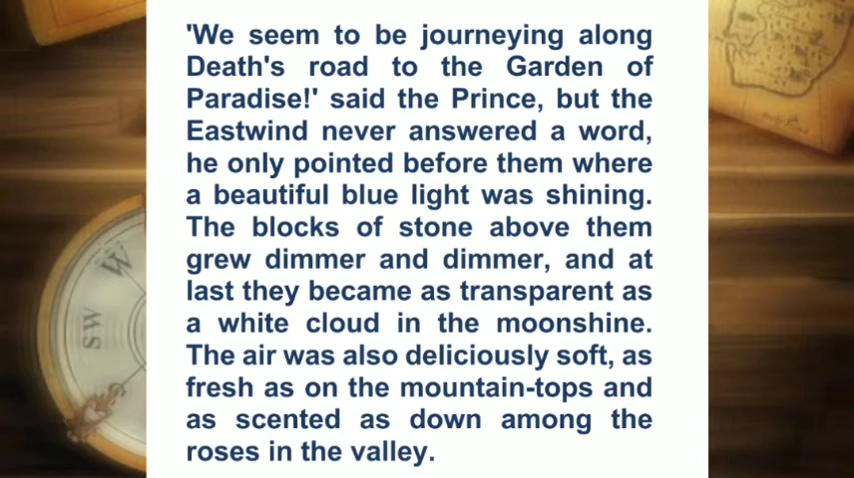 'We seem to be journeying along
Death's road to the Garden of
Paradise!' said the Prince, but the
Eastwind never answered a word,
he only pointed before them where
a beautiful blue light was shining.
The blocks of stone above them
grew dimmer and dimmer, and at
last they became as transparent as
a white cloud in the moonshine.
The air was also deliciously soft, as
fresh as on the mountain-tops and
as scented as down among the
roses in the valley.
W
SW